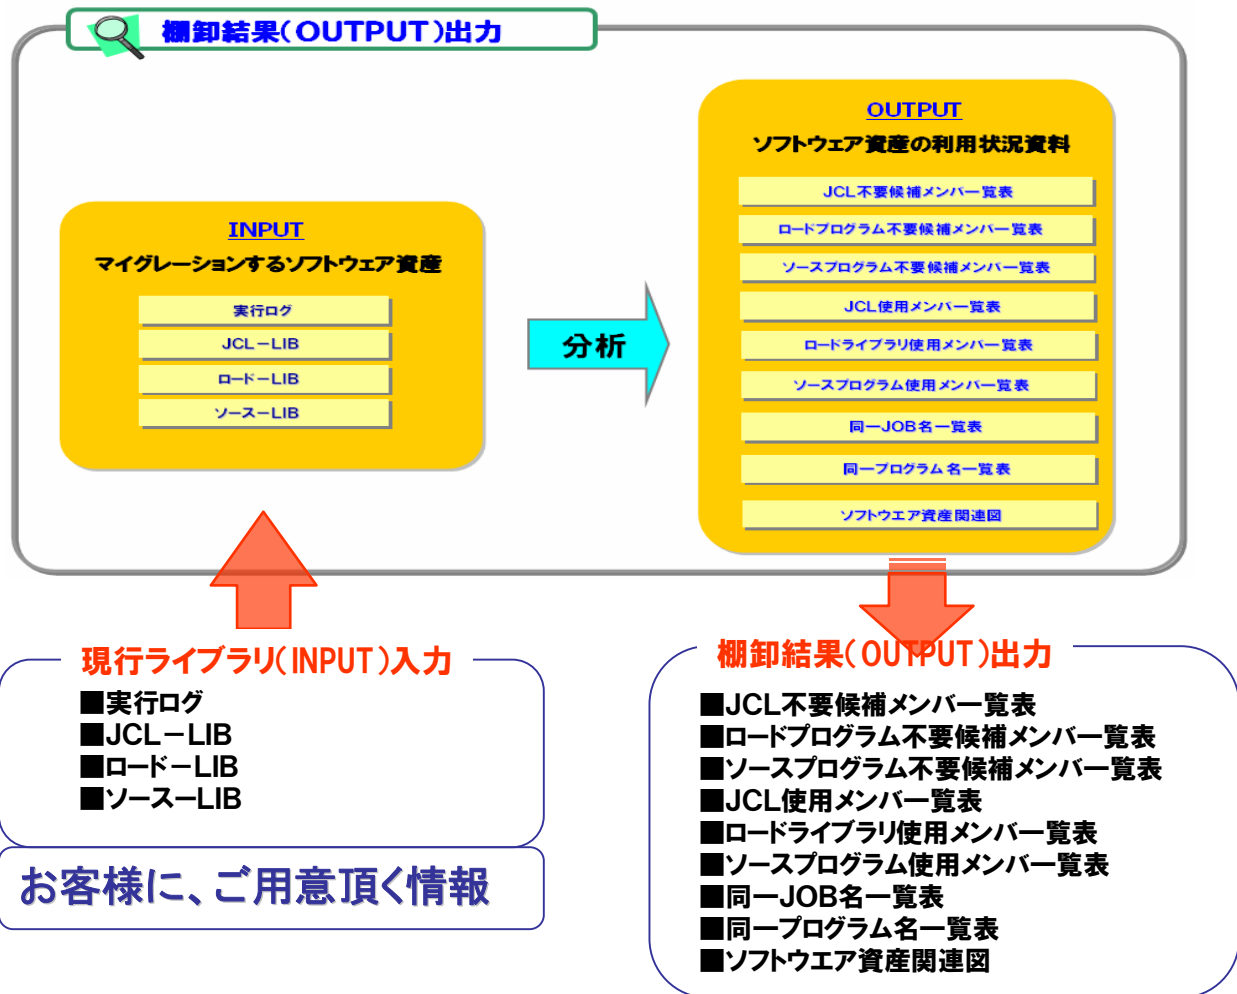 棚卸結果(OUTPUT)出力
INPUT
マイグレーションするソフトウェア資産
実行ログ
JCL－LIB
ロード－LIB
ソース－LIB
分析
OUTPUT
ソフトウェア資産の利用状況資料
JCL不要候補メンバ一覧表
ロードプログラム不要候補メンバ一覧表
ソースプログラム不要候補メンバ一覧表
JCL使用メンバ一覧表
ロードライブラリ使用メンバ一覧表
ソースプログラム使用メンバ一覧表
同一JOB名一覧表
同一プログラム名一覧表
ソフトウエア資産関連図
現行ライブラリ(INPUT)入力
■実行ログ
■JCL－LIB
■ロード－LIB
■ソース－LIB
お客様に、ご用意頂く情報
棚卸結果(OUTPUT)出力
■JCL不要候補メンバ一覧表
■ロードプログラム不要候補メンバ一覧表
■ソースプログラム不要候補メンバ一覧表
■JCL使用メンバ一覧表
■ロードライブラリ使用メンバ一覧表
■ソースプログラム使用メンバ一覧表
■同一JOB名一覧表
■同一プログラム名一覧表
■ソフトウエア資産関連図